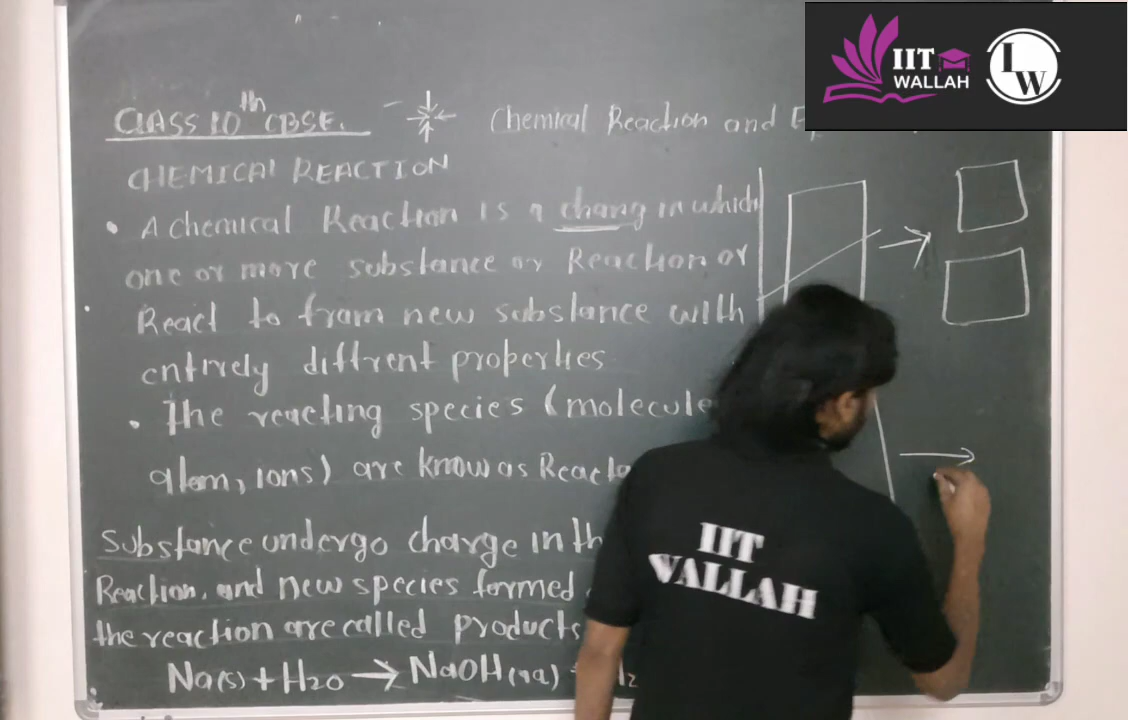 IIT
WALLAH
LW
CLASS 10th CBSE.
Chemical Reaction and
CHEMICAL REACTION
• A chemical Reaction is a chang in which
one or more substance or Reaction or
React to fram new substance with
entirely diffrent properties.
• The reacting species (molecule
atom, ions) are know as
substance undergo charge in
Reaction. and new species formed
the reaction are called products
Na(s) + H2O → NaOH
IIT
WALLAH